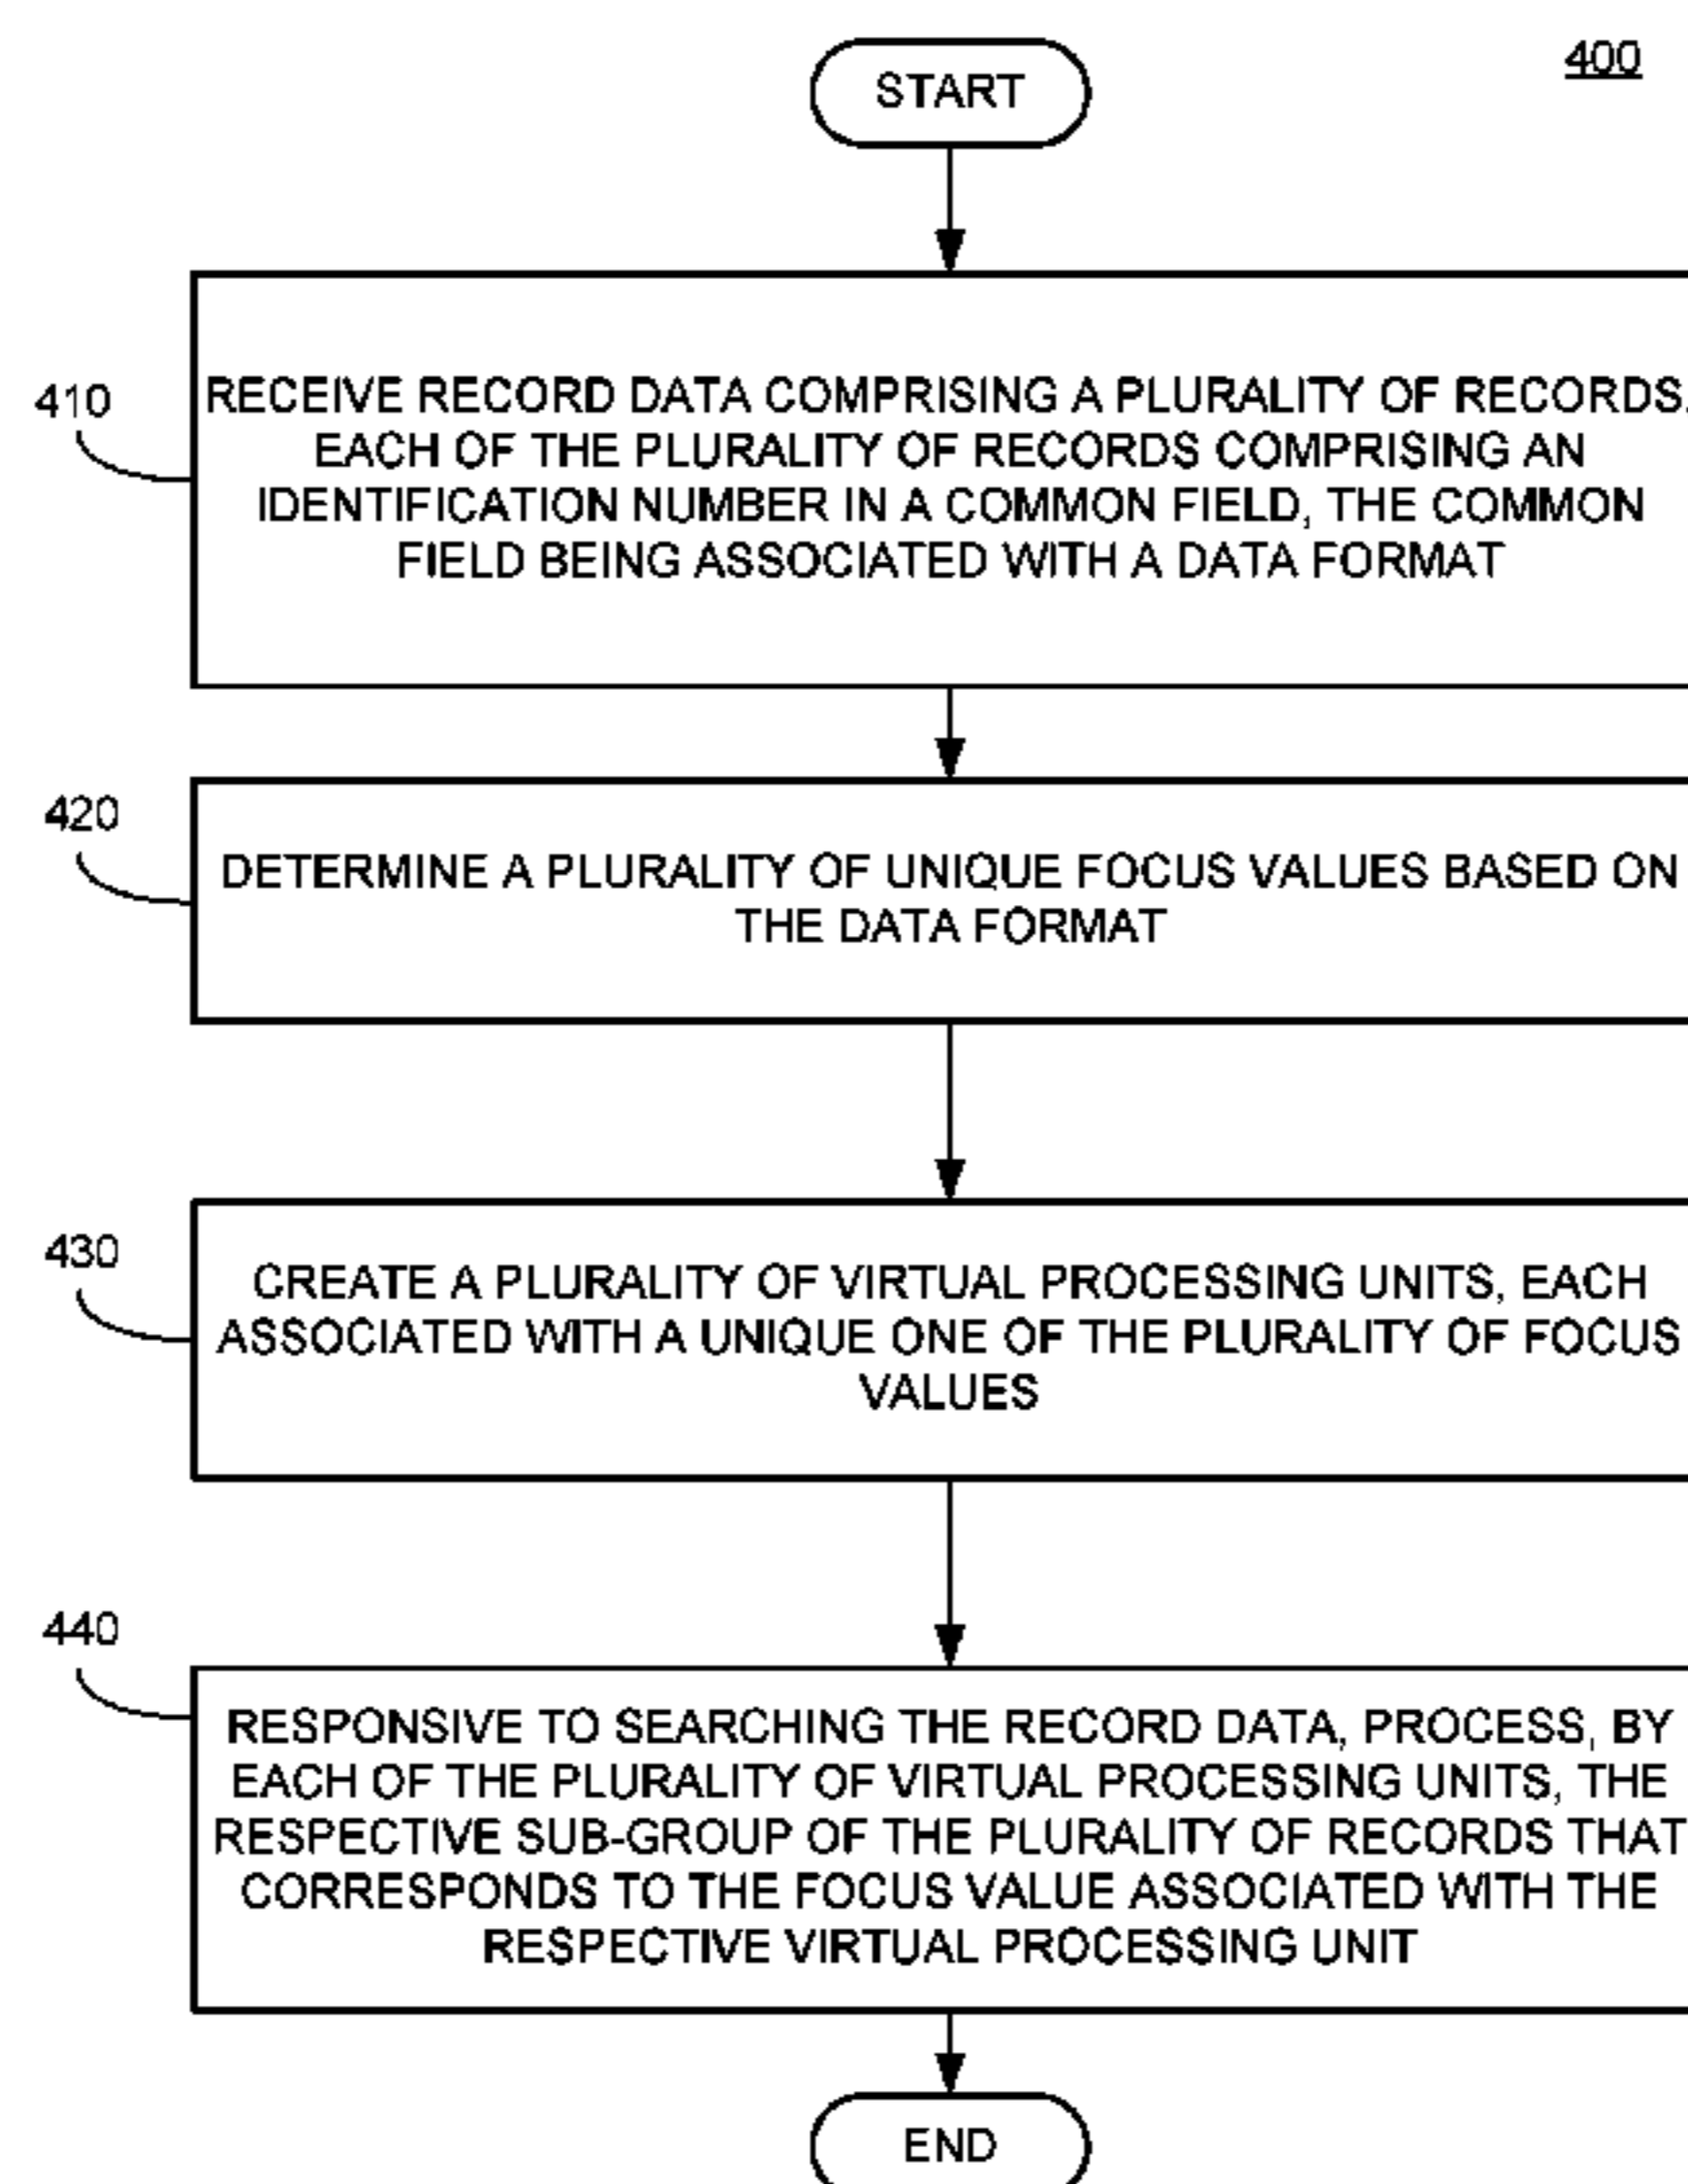 START
400
410
RECEIVE RECORD DATA COMPRISING A PLURALITY OF RECORDS,
EACH OF THE PLURALITY OF RECORDS COMPRISING AN
IDENTIFICATION NUMBER IN A COMMON FIELD, THE COMMON
FIELD BEING ASSOCIATED WITH A DATA FORMAT
420
DETERMINE A PLURALITY OF UNIQUE FOCUS VALUES BASED ON
THE DATA FORMAT
430
CREATE A PLURALITY OF VIRTUAL PROCESSING UNITS, EACH
ASSOCIATED WITH A UNIQUE ONE OF THE PLURALITY OF FOCUS
VALUES
440
RESPONSIVE TO SEARCHING THE RECORD DATA, PROCESS, BY
EACH OF THE PLURALITY OF VIRTUAL PROCESSING UNITS, THE
RESPECTIVE SUB-GROUP OF THE PLURALITY OF RECORDS THAT
CORRESPONDS TO THE FOCUS VALUE ASSOCIATED WITH THE
RESPECTIVE VIRTUAL PROCESSING UNIT
END